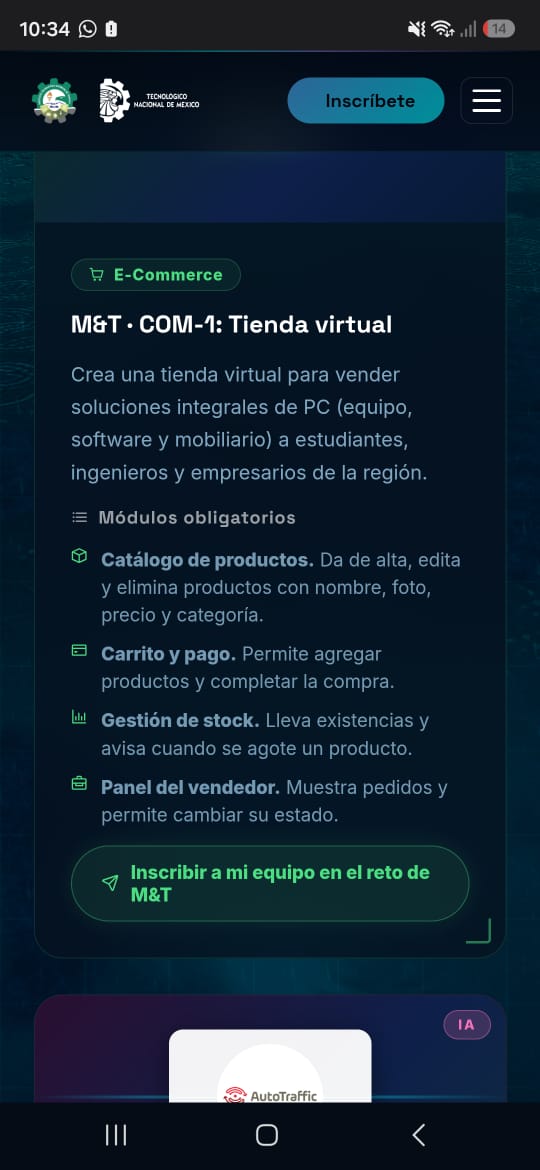 10:34
14
TECNOLÓGICO
NACIONAL DE MÉXICO
Inscríbete
E-Commerce
M&T · COM-1: Tienda virtual
Crea una tienda virtual para vender
soluciones integrales de PC (equipo,
software y mobiliario) a estudiantes,
ingenieros y empresarios de la región.
Módulos obligatorios
Catálogo de productos. Da de alta, edita
y elimina productos con nombre, foto,
precio y categoría.
Carrito y pago. Permite agregar
productos y completar la compra.
Gestión de stock. Lleva existencias y
avisa cuando se agote un producto.
Panel del vendedor. Muestra pedidos y
permite cambiar su estado.
Inscribir a mi equipo en el reto de
M&T
IA
AutoTraffic